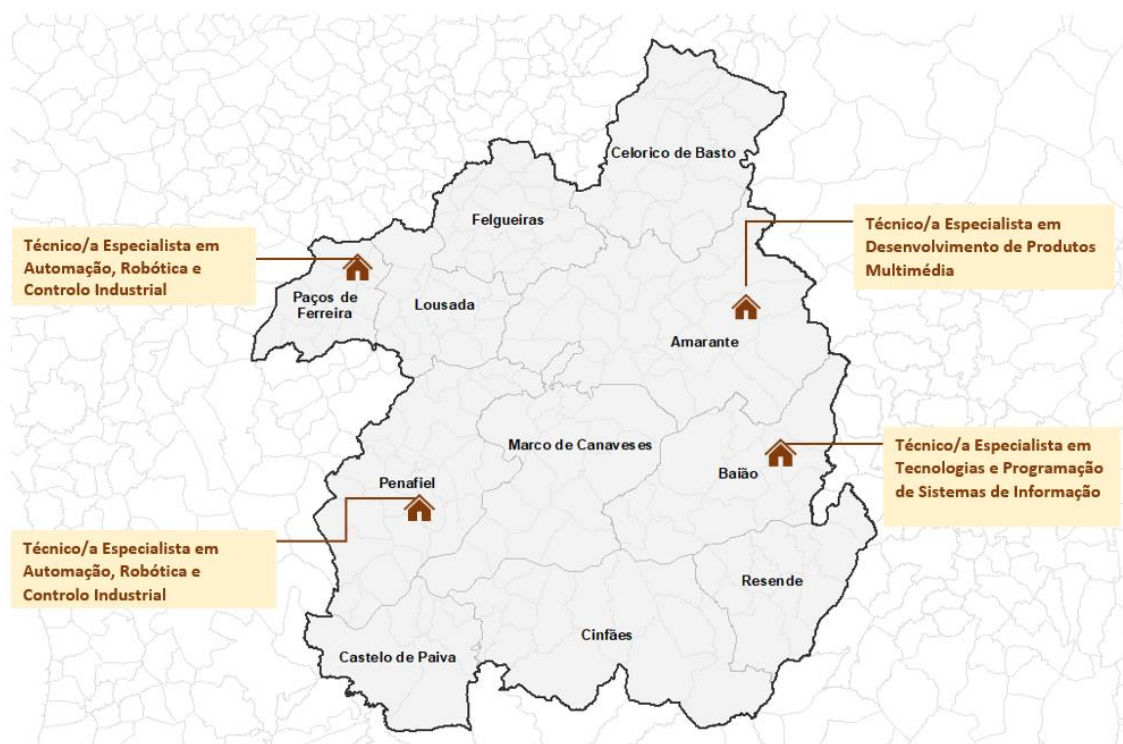 Celorico de Basto
Felgueiras
Técnico/a Especialista em
Desenvolvimento de Produtos
Multimédia
Técnico/a Especialista em
Automação, Robótica e
Controlo Industrial
Paços de
Ferreira
Lousada
Amarante
Marco de Canaveses
Baião
Técnico/a Especialista em
Tecnologias e Programação
de Sistemas de Informação
Penafiel
Técnico/a Especialista em
Automação, Robótica e
Controlo Industrial
Resende
Cinfães
Castelo de Paiva